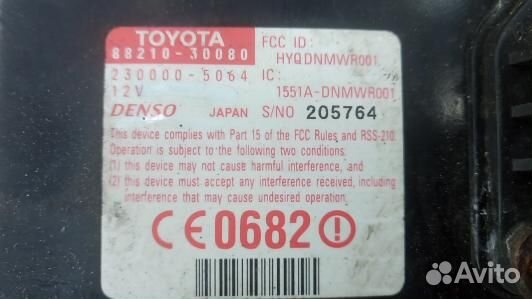 TOYOTA FCC ID:
88210-30080 HYQDNMWR001
230000-5064 IC:
12V 1551A-DNMWR001
DENSO JAPAN S/NO 205764
This device complies with Part 15 of the FCC Rules and RSS-210.
Operation is subject to the following two conditions:
(1) this device may not cause harmful interference, and
(2) this device must accept any interference received, including
interference that may cause undesired operation.
CE0682!
Avito